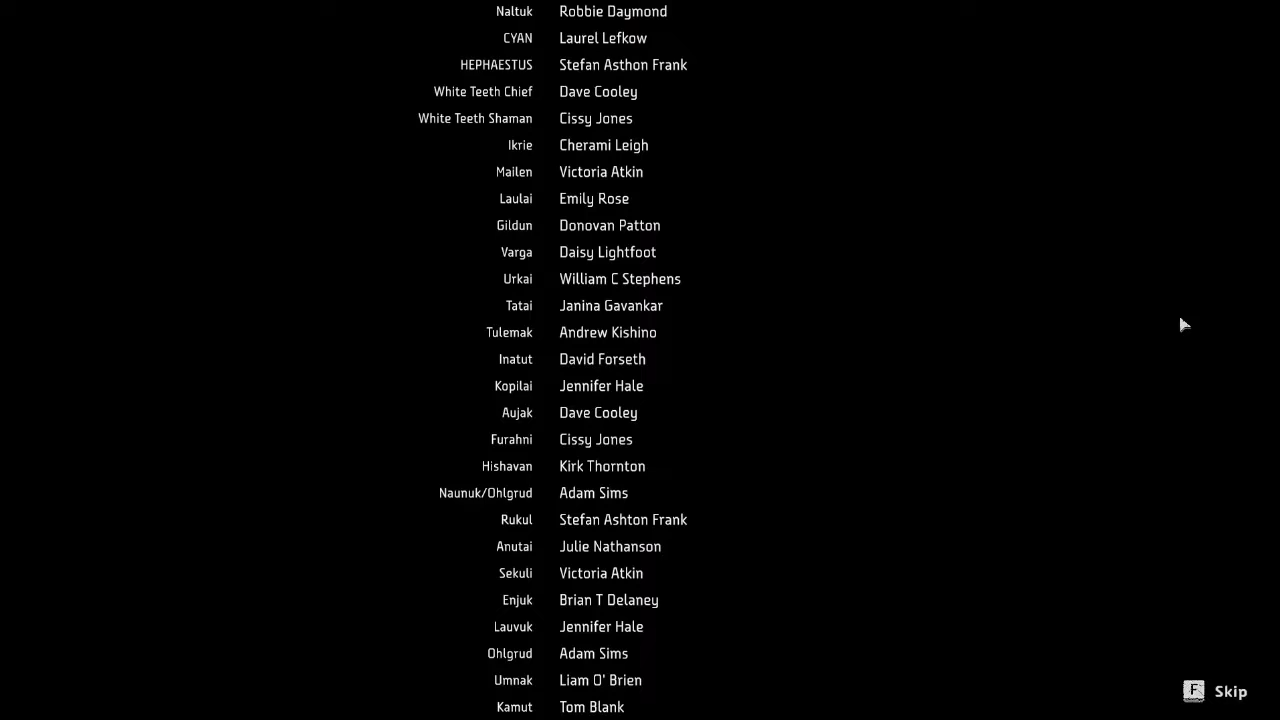 Naltuk Robbie Daymond
CYAN Laurel Lefkow
HEPHAESTUS Stefan Asthon Frank
White Teeth Chief Dave Cooley
White Teeth Shaman Cissy Jones
Ikrie Cherami Leigh
Mailen Victoria Atkin
Laulai Emily Rose
Gildun Donovan Patton
Varga Daisy Lightfoot
Urkai William C Stephens
Tatai Janina Gavankar
Tulemak Andrew Kishino
Inatut David Forseth
Kopilai Jennifer Hale
Aujak Dave Cooley
Furahni Cissy Jones
Hishavan Kirk Thornton
Naunuk/Ohlgrud Adam Sims
Rukul Stefan Ashton Frank
Anutai Julie Nathanson
Sekuli Victoria Atkin
Enjuk Brian T Delaney
Lauvuk Jennifer Hale
Ohlgrud Adam Sims
Umnak Liam O' Brien
Kamut Tom Blank
F Skip